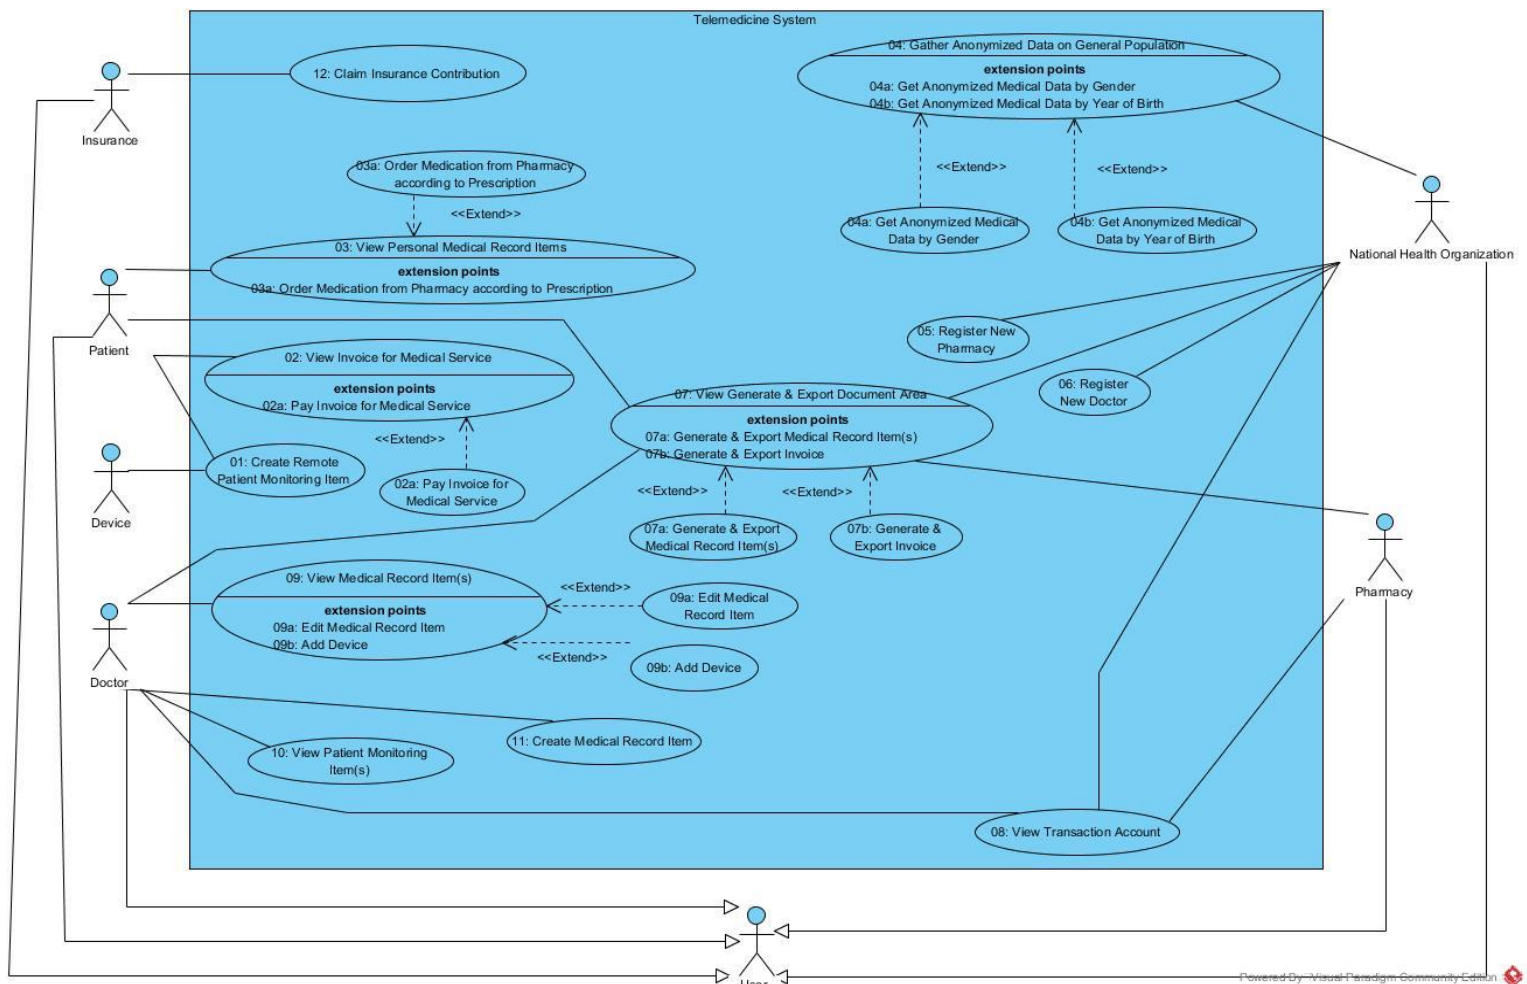 Telemedicine System
12: Claim Insurance Contribution
Insurance
04: Gather Anonymized Data on General Population
extension points
04a: Get Anonymized Medical Data by Gender
04b: Get Anonymized Medical Data by Year of Birth
<<Extend>>
<<Extend>>
04a: Get Anonymized Medical
Data by Gender
04b: Get Anonymized Medical
Data by Year of Birth
National Health Organization
03a: Order Medication from Pharmacy
according to Prescription
<<Extend>>
03: View Personal Medical Record Items
extension points
03a: Order Medication from Pharmacy according to Prescription
Patient
05: Register New
Pharmacy
06: Register
New Doctor
02: View Invoice for Medical Service
extension points
02a: Pay Invoice for Medical Service
<<Extend>>
02a: Pay Invoice for
Medical Service
01: Create Remote
Patient Monitoring Item
Device
07: View Generate & Export Document Area
extension points
07a: Generate & Export Medical Record Item(s)
07b: Generate & Export Invoice
<<Extend>>
<<Extend>>
07a: Generate & Export
Medical Record Item(s)
07b: Generate &
Export Invoice
Pharmacy
09: View Medical Record Item(s)
extension points
09a: Edit Medical Record Item
09b: Add Device
<<Extend>>
09a: Edit Medical
Record Item
<<Extend>>
09b: Add Device
Doctor
11: Create Medical Record Item
10: View Patient Monitoring
Item(s)
08: View Transaction Account
User
Powered By Visual Paradigm Community Edition